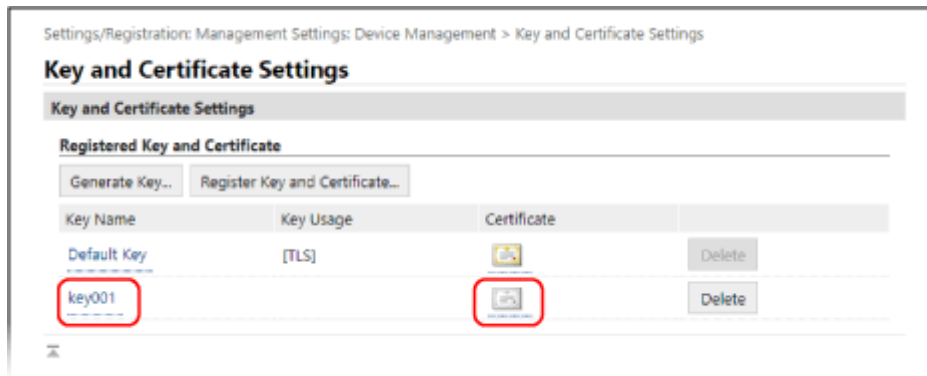 Settings/Registration: Management Settings: Device Management > Key and Certificate Settings
Key and Certificate Settings
Key and Certificate Settings
Registered Key and Certificate
Generate Key... Register Key and Certificate...
Key Name Key Usage Certificate
Default Key [TLS] Delete
key001 Delete